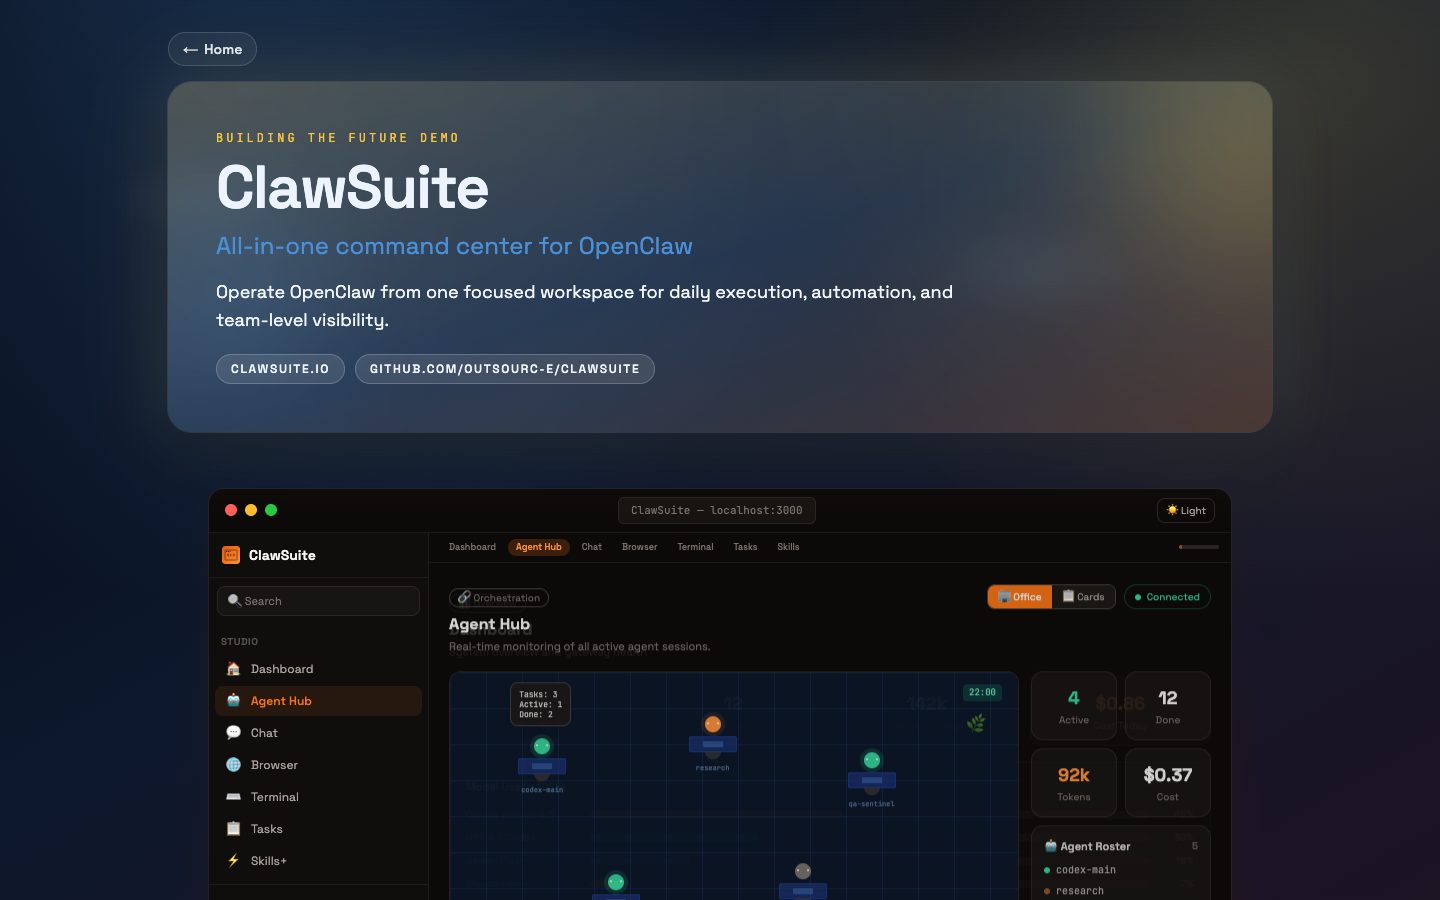 ← Home
BUILDING THE FUTURE DEMO
ClawSuite
All-in-one command center for OpenClaw
Operate OpenClaw from one focused workspace for daily execution, automation, and
team-level visibility.
CLAWSUITE.IO GITHUB.COM/OUTSOURC-E/CLAWSUITE
ClawSuite — localhost:3000
Light
ClawSuite
Dashboard Agent Hub Chat Browser Terminal Tasks Skills
Search
STUDIO
Dashboard
Agent Hub
Chat
Browser
Terminal
Tasks
Skills+
Orchestration
Office Cards Connected
Agent Hub
Dashboard
Real-time monitoring of all active agent sessions.
Tasks: 3
Active: 1
Done: 2
22:00
12
142k
codex-main
research
qa-sentinel
4
Active
$0.86
12
Done
92k
Tokens
$0.37
Cost
Agent Roster 5
codex-main
research